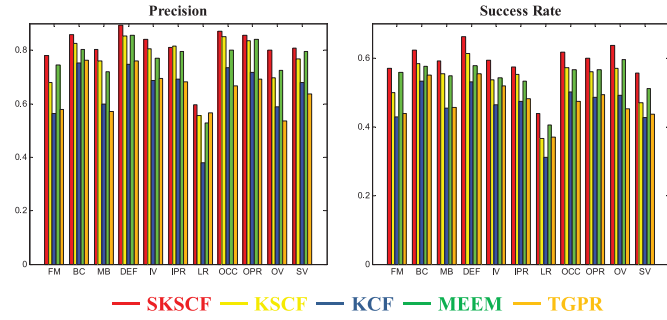 Precision
Success Rate
0.8
0.6
0.4
0.2
0
FM BC MB DEF IV IPR LR OCC OPR OV SV
0.6
0.4
0.2
0
FM BC MB DEF IV IPR LR OCC OPR OV SV
SKSCF KSCF KCF MEEM TGPR